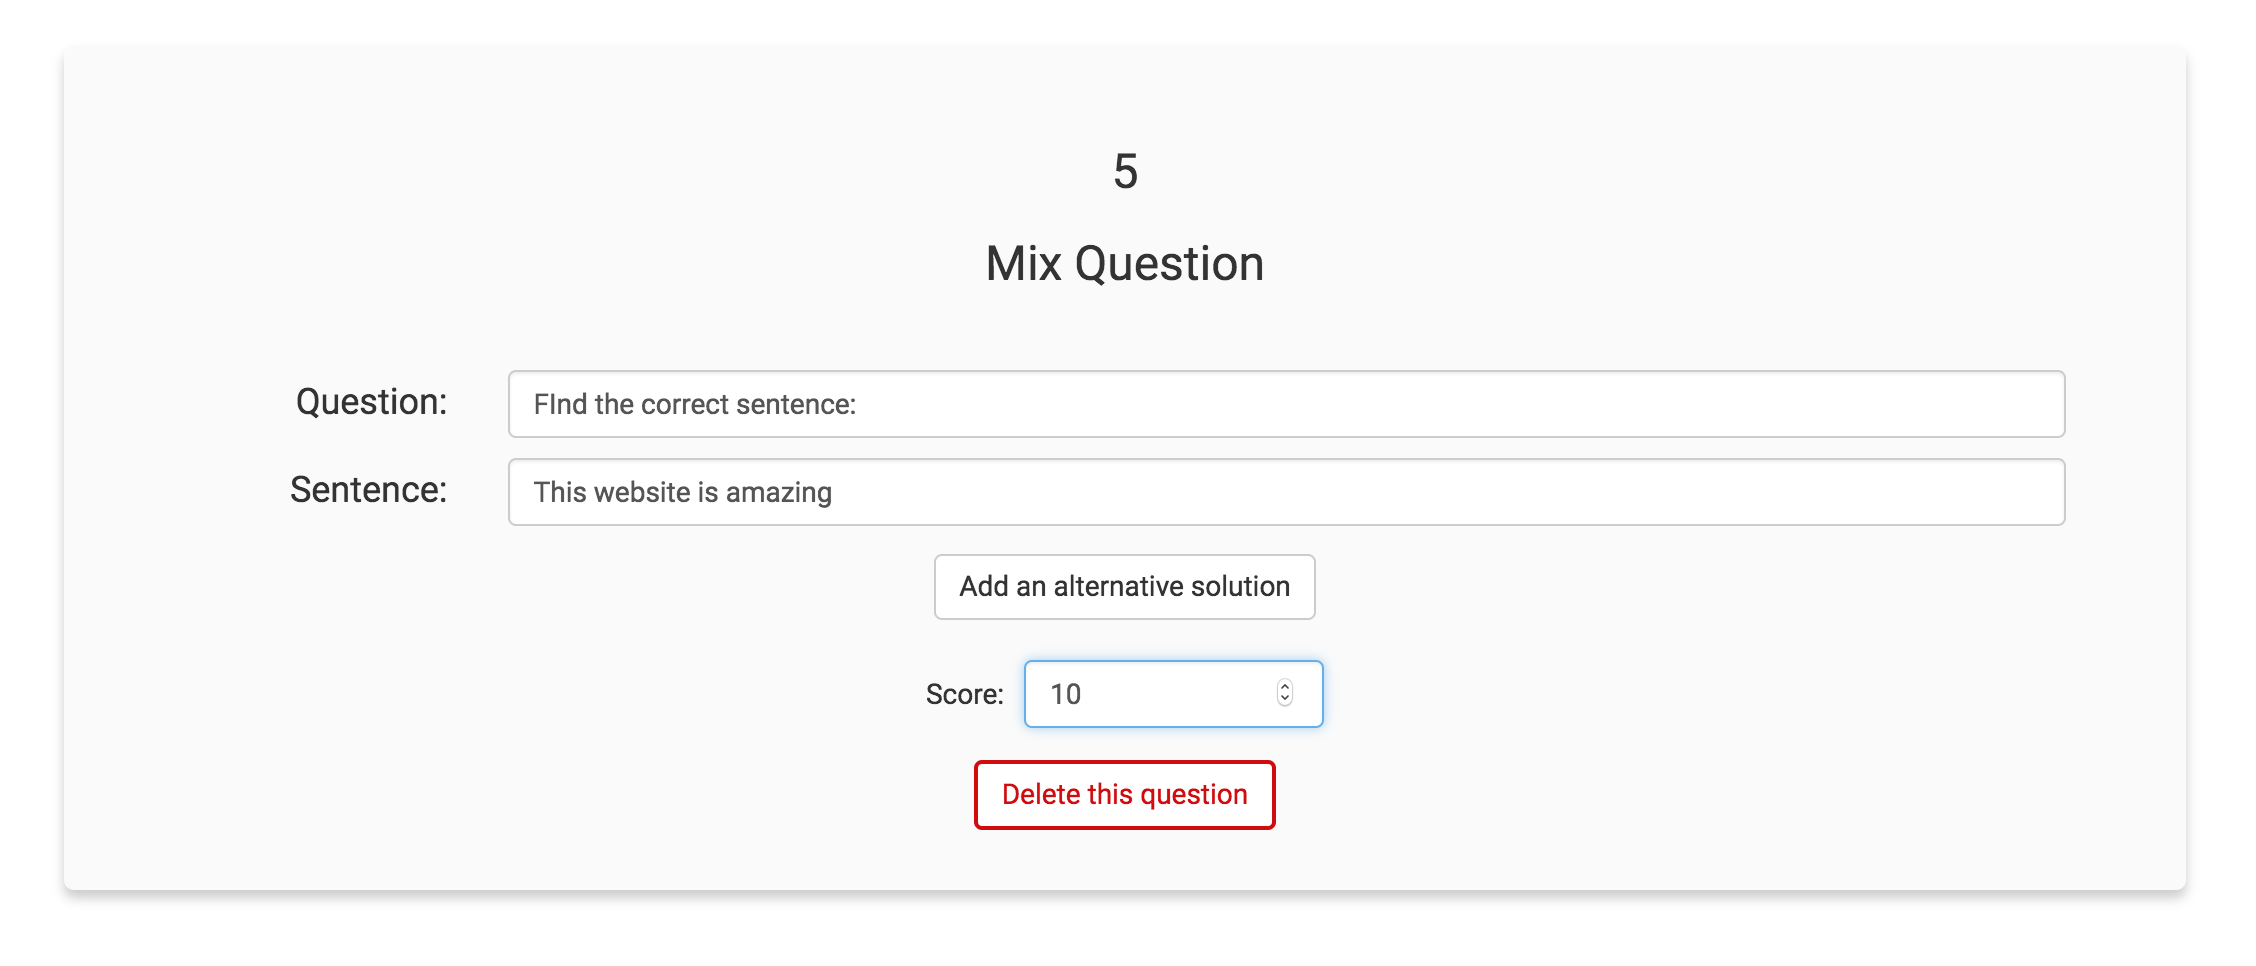 5
Mix Question
Question: FInd the correct sentence:
Sentence: This website is amazing
Add an alternative solution
Score: 10
Delete this question